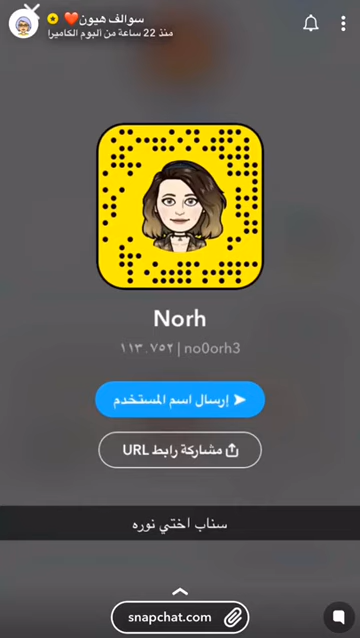 سوالف هيون❤️
منذ 22 ساعة من ألبوم الكاميرا
Norh
١١٣.٧٥٢ | no0orh3
إرسال اسم المستخدم
مشاركة رابط URL
سناب اختي نوره
snapchat.com